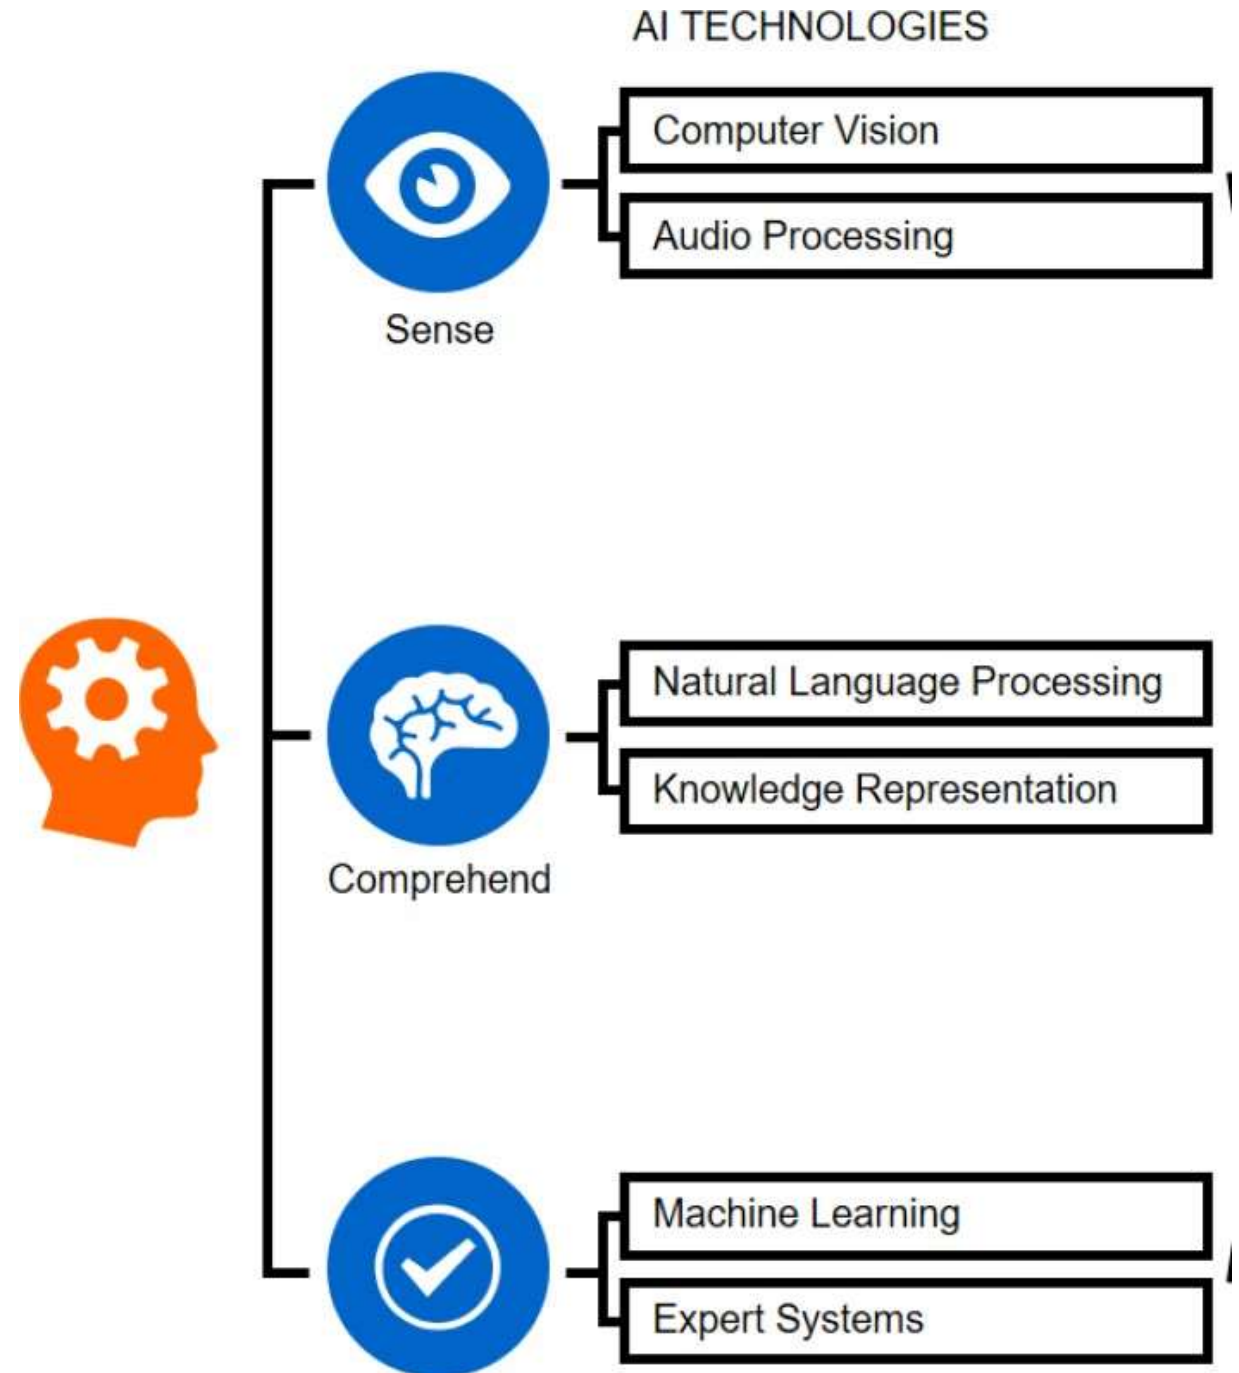 AI TECHNOLOGIES
Computer Vision
Audio Processing
Sense
Natural Language Processing
Knowledge Representation
Comprehend
Machine Learning
Expert Systems